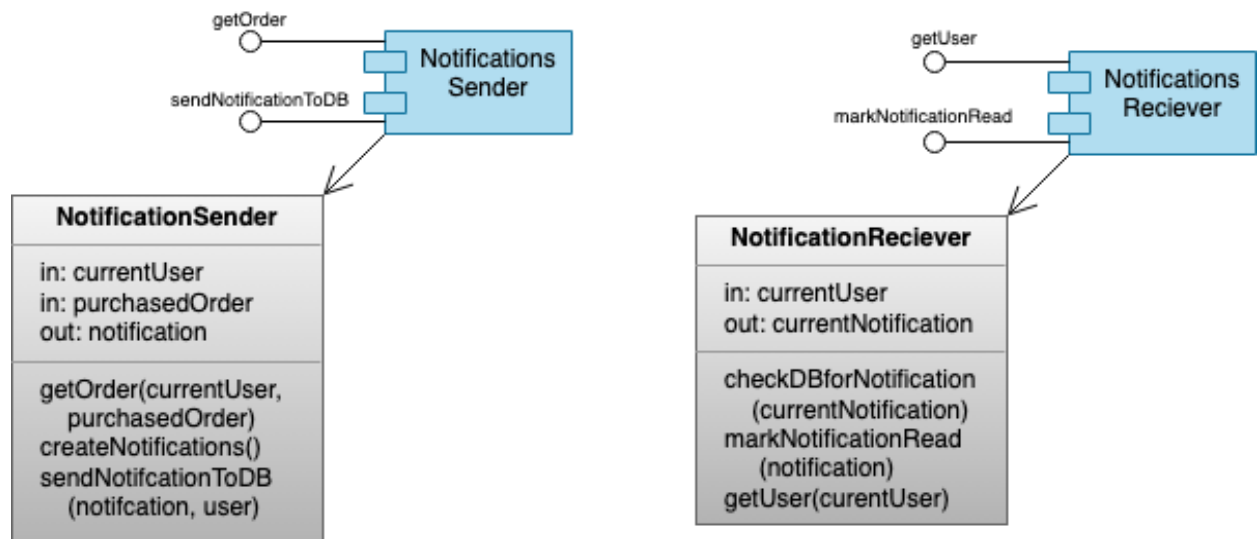 getOrder
Notifications
Sender
sendNotificationToDB
NotificationSender
in: currentUser
in: purchasedOrder
out: notification
getOrder(currentUser,
purchasedOrder)
createNotifications()
sendNotifcationToDB
(notifcation, user)
getUser
Notifications
Reciever
markNotificationRead
NotificationReciever
in: currentUser
out: currentNotification
checkDBforNotification
(currentNotification)
markNotificationRead
(notification)
getUser(curentUser)